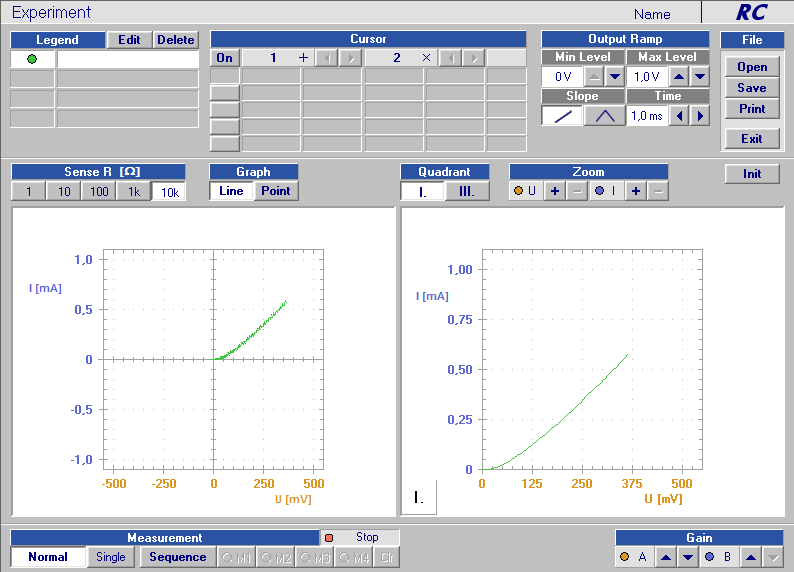 Experiment Name RC
Legend Edit Delete Cursor Output Ramp File
On 1 + 2 × Min Level Max Level
0 V 1,0 V Open
Slope Time Save
1,0 ms Print
Exit
Sense R [Ω] Graph Quadrant Zoom Init
1 10 100 1k 10k Line Point I. III. U + – I + –
I [mA]
1,0
0,5
0
-0,5
-1,0
-500 -250 0 250 500
U [mV]
I [mA]
1,00
0,75
0,50
0,25
0
0 125 250 375 500
U [mV]
I.
Measurement Stop Gain
Normal Single Sequence M1 M2 M3 M4 Clr A B